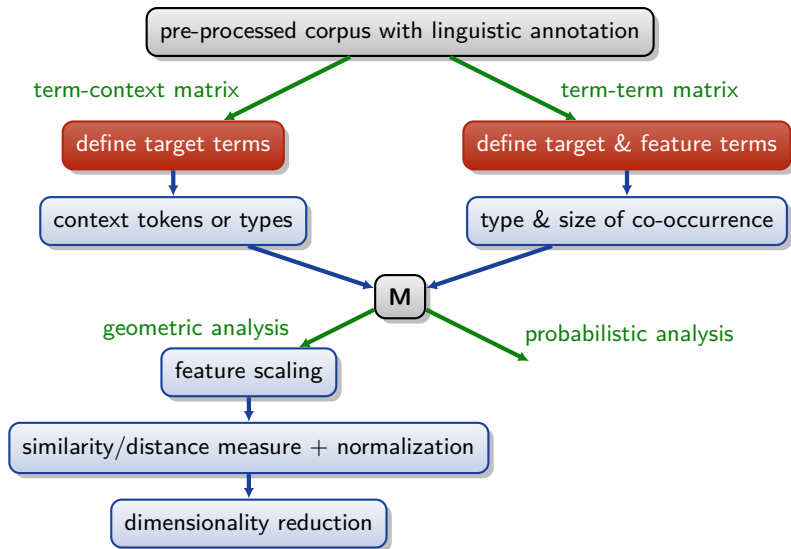 pre-processed corpus with linguistic annotation
term-context matrix
term-term matrix
define target terms
define target & feature terms
context tokens or types
type & size of co-occurrence
M
geometric analysis
probabilistic analysis
feature scaling
similarity/distance measure + normalization
dimensionality reduction